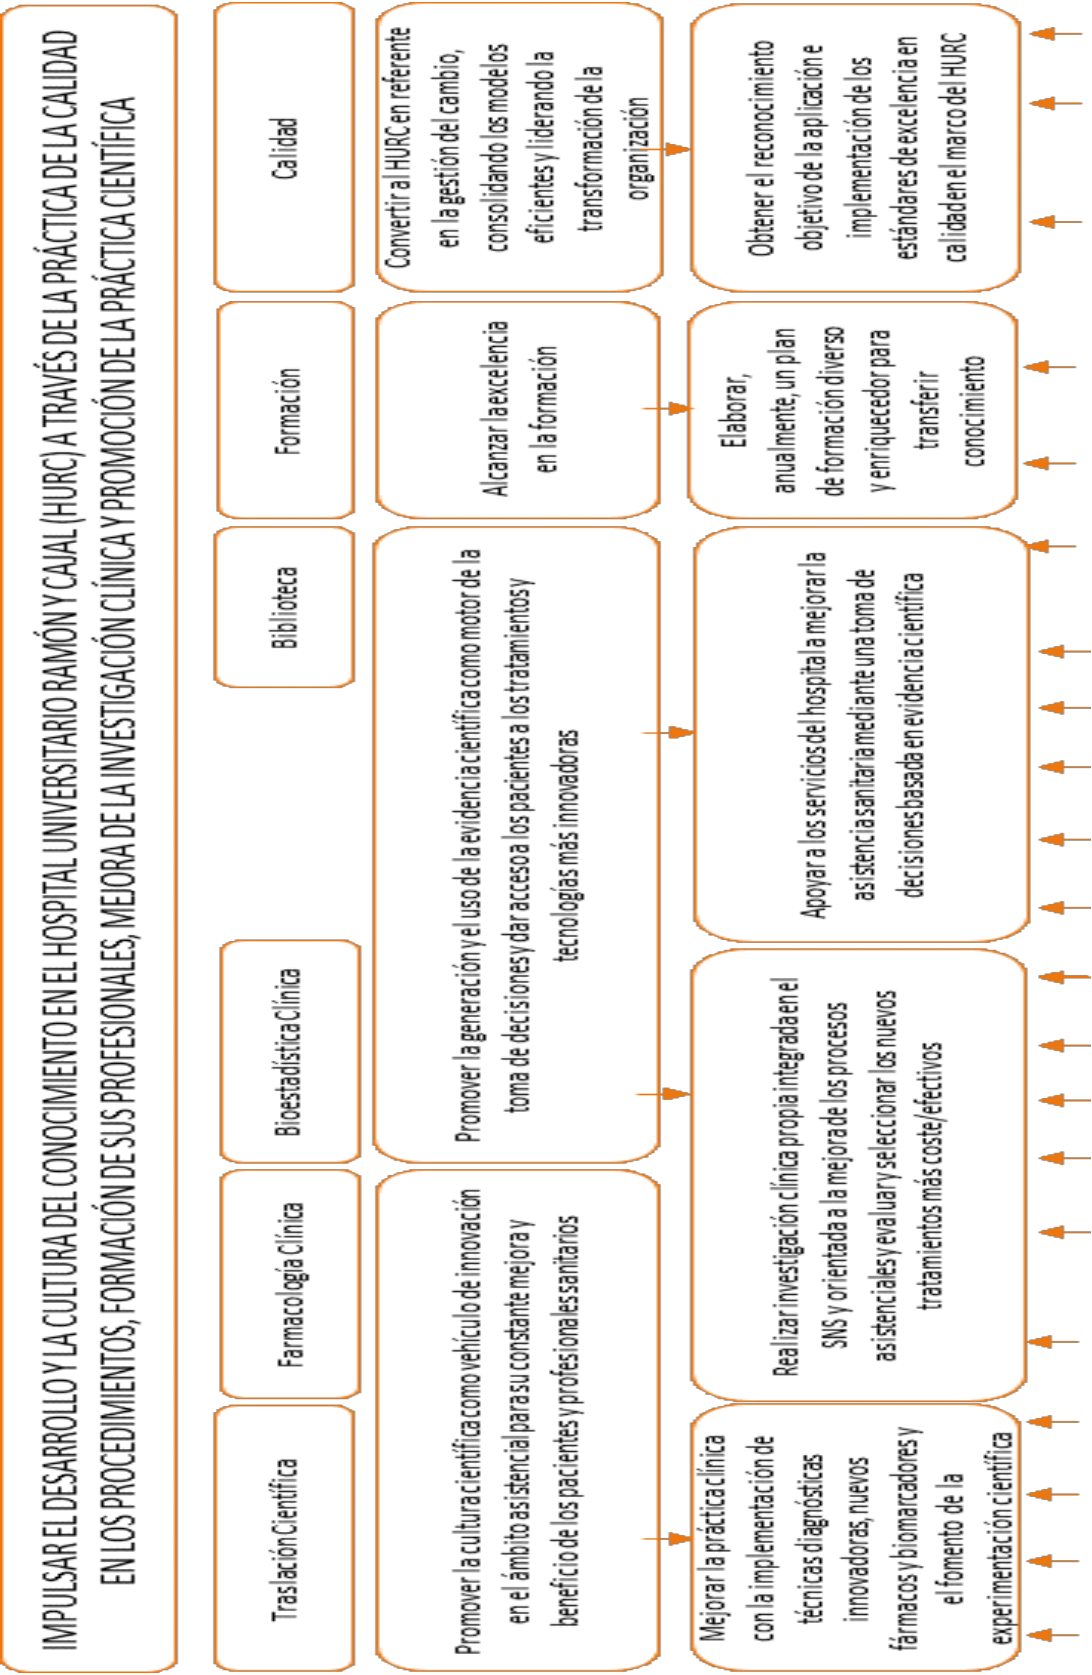 IMPULSAR EL DESARROLLO Y LA CULTURA DEL CONOCIMIENTO EN EL HOSPITAL UNIVERSITARIO RAMÓN Y CAJAL (HURC) A TRAVÉS DE LA PRÁCTICA DE LA CALIDAD
EN LOS PROCEDIMIENTOS, FORMACIÓN DE SUS PROFESIONALES, MEJORA DE LA INVESTIGACIÓN CLÍNICA Y PROMOCIÓN DE LA PRÁCTICA CIENTÍFICA
Traslación Científica
Farmacología Clínica
Bioestadística Clínica
Biblioteca
Formación
Calidad
Promover la cultura científica como vehículo de innovación
en el ámbito asistencial para su constante mejora y
beneficio de los pacientes y profesionales sanitarios
Promover la generación y el uso de la evidencia científica como motor de la
toma de decisiones y dar acceso a los pacientes a los tratamientos y
tecnologías más innovadoras
Alcanzar la excelencia
en la formación
Convertir al HURC en referente
en la gestión del cambio,
consolidando los modelos
eficientes y liderando la
transformación de la
organización
Mejorar la práctica clínica
con la implementación de
técnicas diagnósticas
innovadoras, nuevos
fármacos y biomarcadores y
el fomento de la
experimentación científica
Realizar investigación clínica propia integrada en el
SNS y orientada a la mejora de los procesos
asistenciales y evaluar y seleccionar los nuevos
tratamientos más coste/efectivos
Apoyar a los servicios del hospital a mejorar la
asistencia sanitaria mediante una toma de
decisiones basada en evidencia científica
Elaborar,
anualmente, un plan
de formación diverso
y enriquecedor para
transferir
conocimiento
Obtener el reconocimiento
objetivo de la aplicación e
implementación de los
estándares de excelencia en
calidad en el marco del HURC